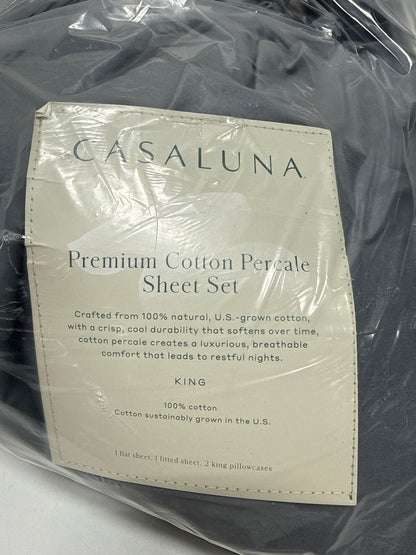 CASALUNA
Premium Cotton Percale
Sheet Set
Crafted from 100% natural, U.S.-grown cotton,
with a crisp, cool durability that softens over time,
cotton percale creates a luxurious, breathable
comfort that leads to restful nights.
KING
100% cotton
Cotton sustainably grown in the U.S.
1 flat sheet, 1 fitted sheet, 2 king pillowcases